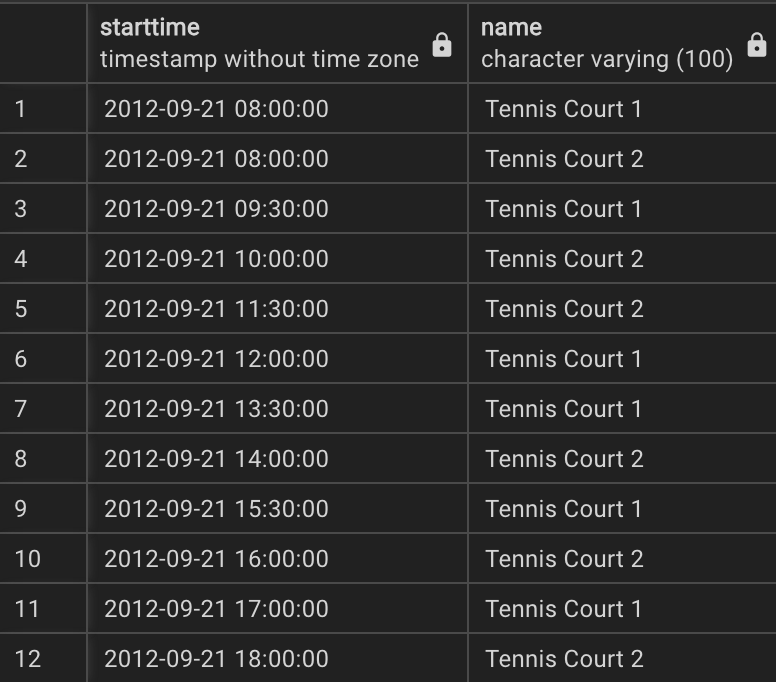 starttime name
timestamp without time zone character varying (100)
1 2012-09-21 08:00:00 Tennis Court 1
2 2012-09-21 08:00:00 Tennis Court 2
3 2012-09-21 09:30:00 Tennis Court 1
4 2012-09-21 10:00:00 Tennis Court 2
5 2012-09-21 11:30:00 Tennis Court 2
6 2012-09-21 12:00:00 Tennis Court 1
7 2012-09-21 13:30:00 Tennis Court 1
8 2012-09-21 14:00:00 Tennis Court 2
9 2012-09-21 15:30:00 Tennis Court 1
10 2012-09-21 16:00:00 Tennis Court 2
11 2012-09-21 17:00:00 Tennis Court 1
12 2012-09-21 18:00:00 Tennis Court 2